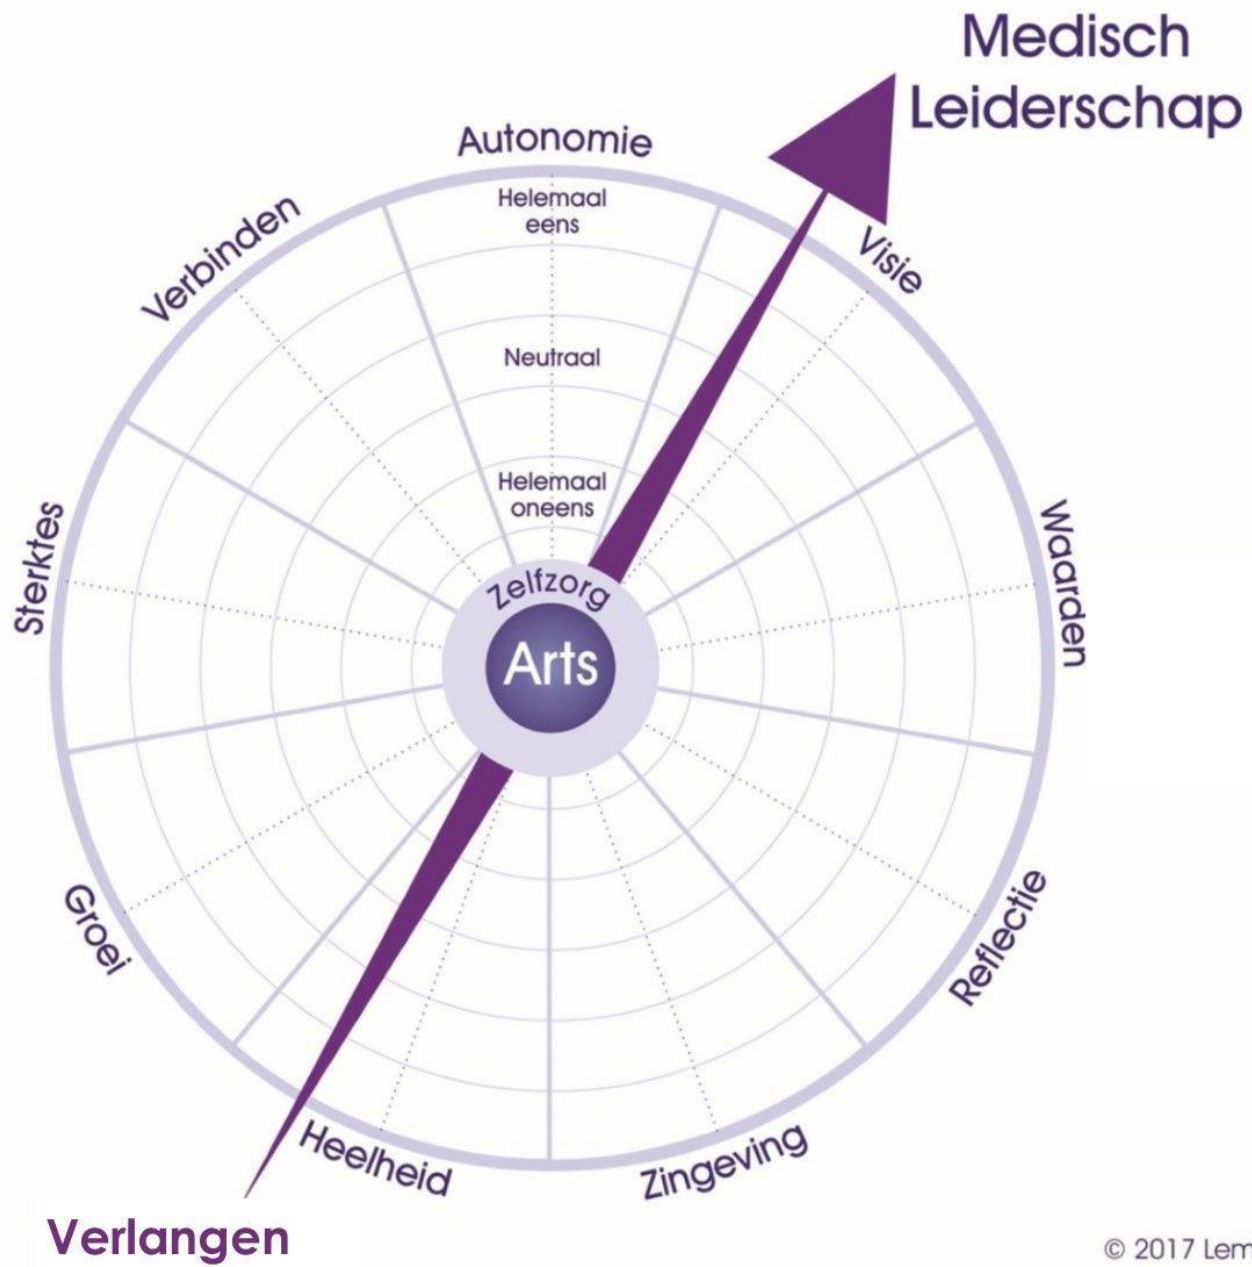 Medisch
Leiderschap
Autonomie
Helemaal
eens
Verbinden
Visie
Neutraal
Helemaal
oneens
Sterktes
Waarden
Zelfzorg
Arts
Groei
Reflectie
Heelheid
Zingeving
Verlangen
© 2017 Lem